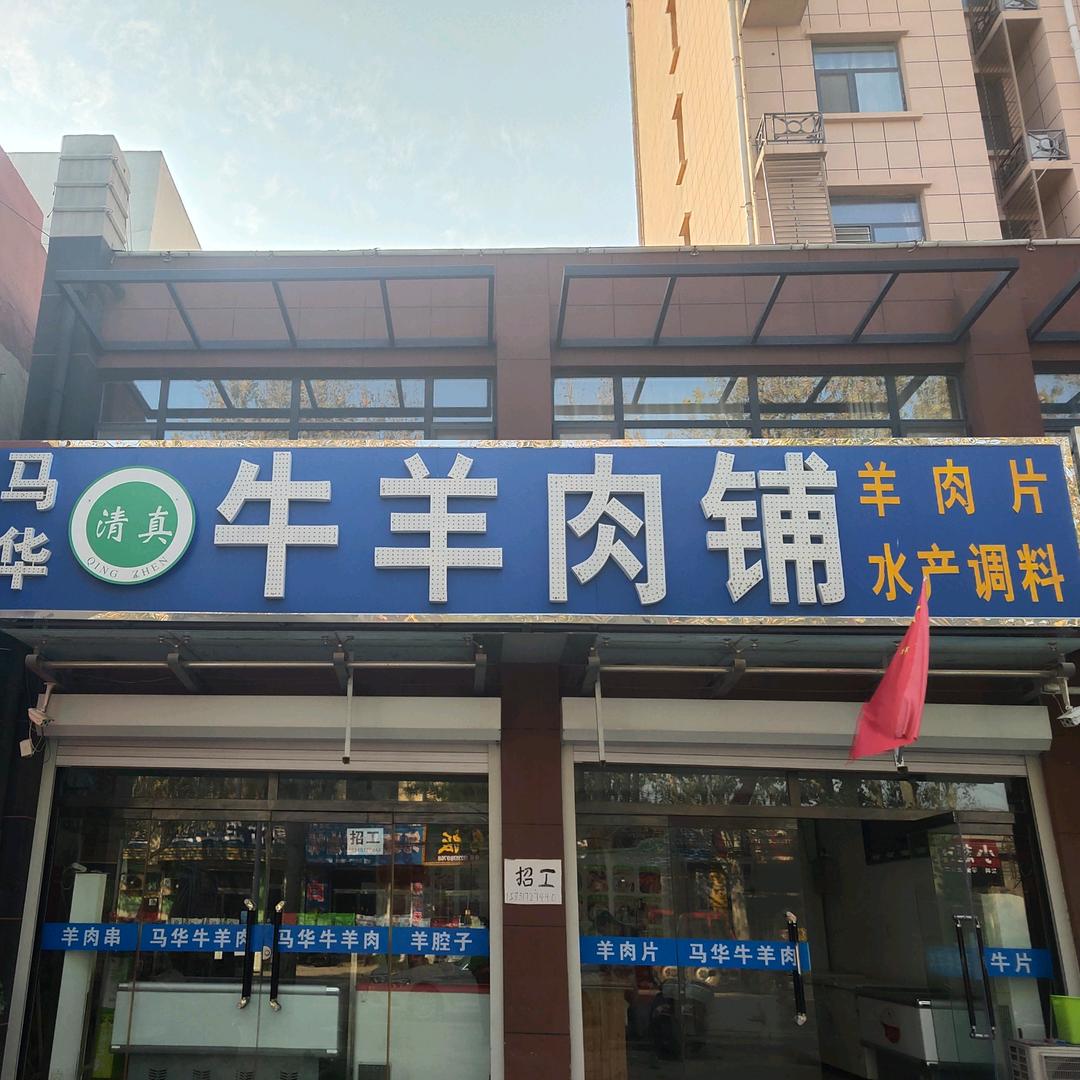 马华
清真
QING ZHEN
牛羊肉铺
羊肉片
水产调料
招工
招工
羊肉串
马华牛羊肉
马华牛羊肉
羊腔子
羊肉片
马华牛羊肉
牛片